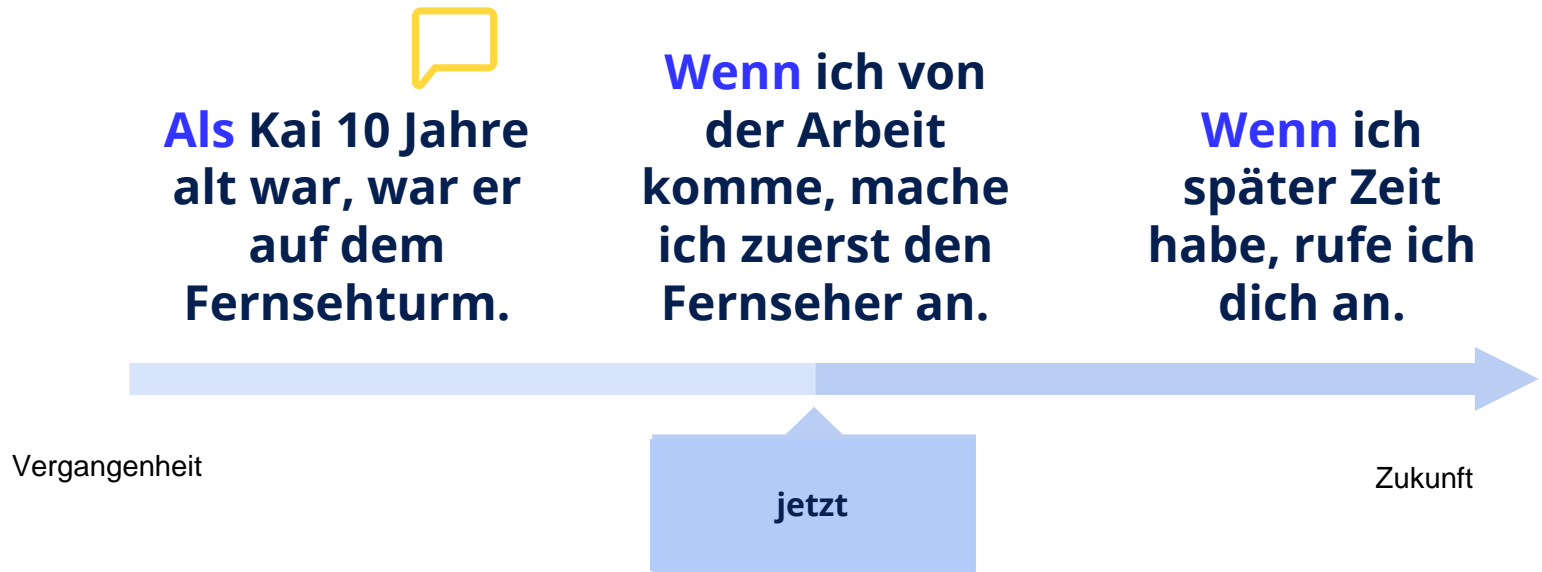 Als Kai 10 Jahre
alt war, war er
auf dem
Fernsehturm.
Wenn ich von
der Arbeit
komme, mache
ich zuerst den
Fernseher an.
Wenn ich
später Zeit
habe, rufe ich
dich an.
Vergangenheit
jetzt
Zukunft